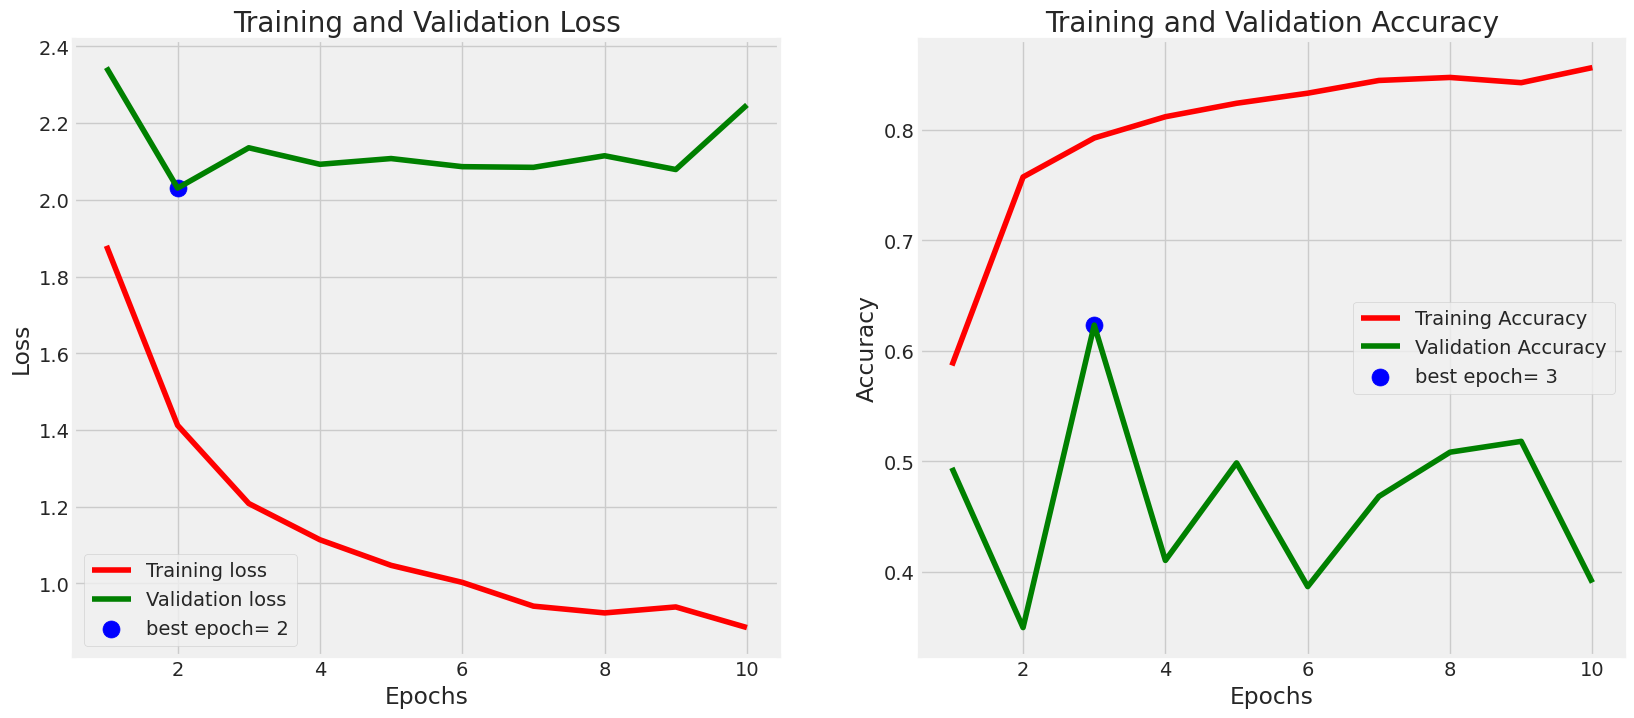 Training and Validation Loss
2.4
2.2
2.0
1.8
1.6
1.4
1.2
1.0
Loss
Training loss
Validation loss
best epoch= 2
2 4 6 8 10
Epochs
Training and Validation Accuracy
0.8
0.7
0.6
0.5
0.4
Accuracy
Training Accuracy
Validation Accuracy
best epoch= 3
2 4 6 8 10
Epochs